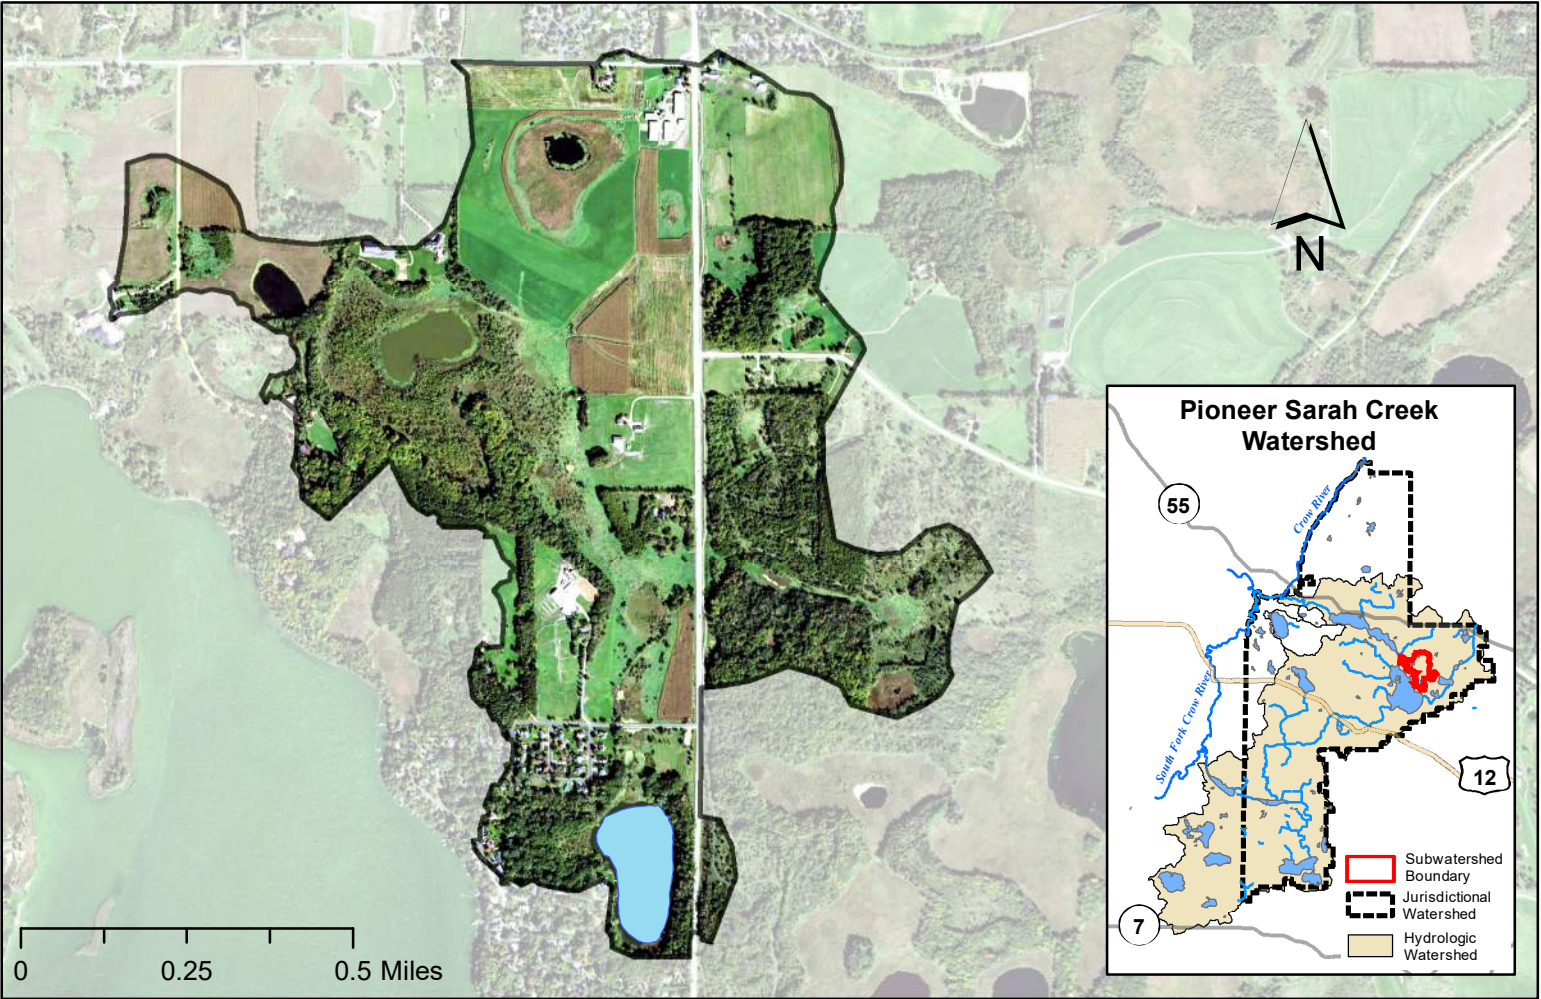 N
Pioneer Sarah Creek
Watershed
55
Crow River
South Fork Crow River
12
7
Subwatershed
Boundary
Jurisdictional
Watershed
Hydrologic
Watershed
0
0.25
0.5 Miles